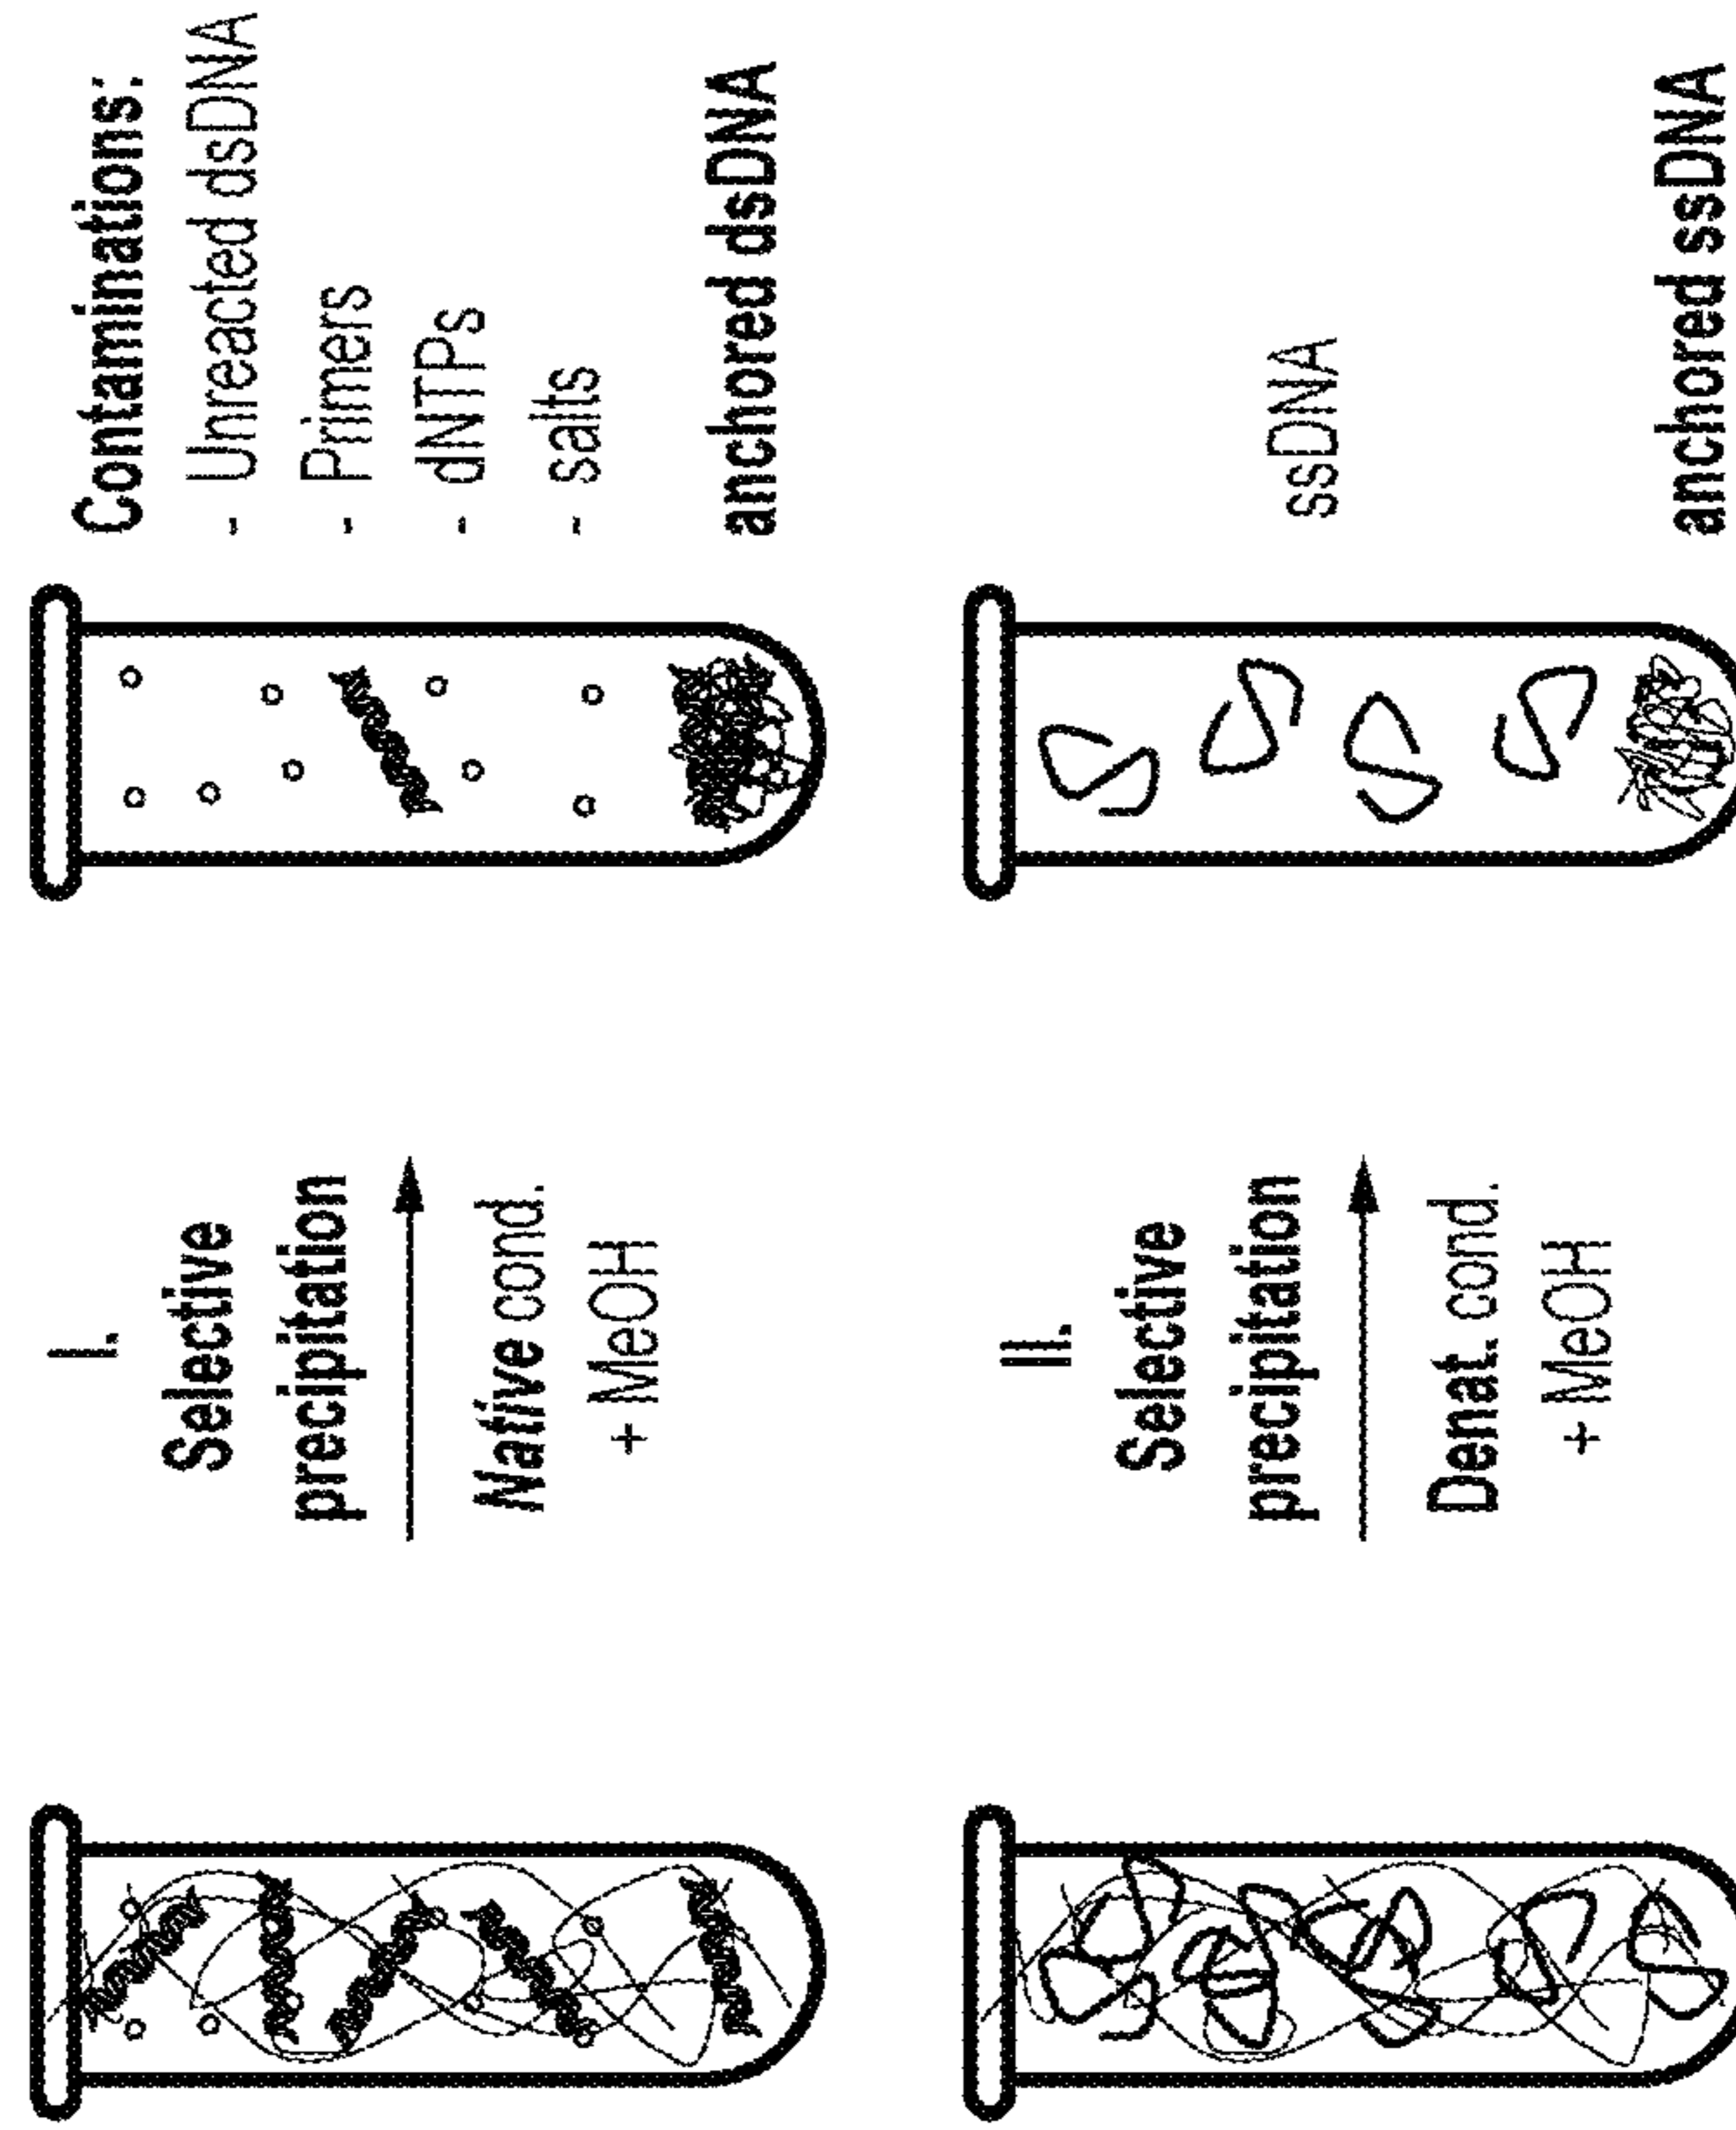 I.
Selective
precipitation
Native cond.
+ MeOH
Contaminations:
- Unreacted dsDNA
- Primers
- dNTPs
- salts
anchored dsDNA
II.
Selective
precipitation
Denat. cond.
+ MeOH
ssDNA
anchored ssDNA